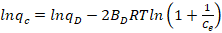 lnq_c = lnq_D − 2B_D RT ln(1 + 1/C_e)